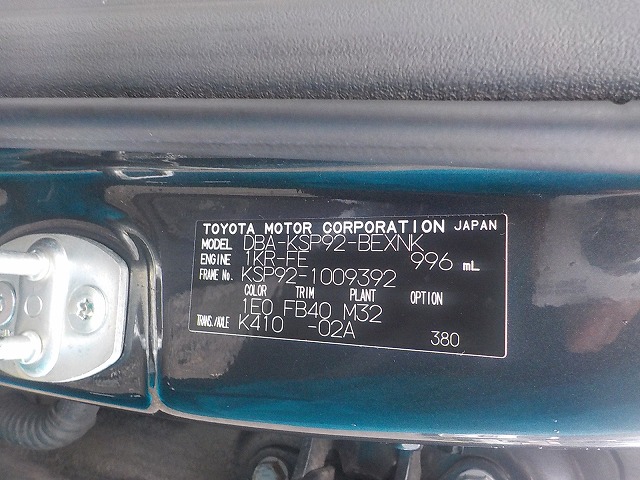 TOYOTA MOTOR CORPORATION JAPAN
MODEL DBA-KSP92-BEXNK
ENGINE 1KR-FE 996 mL
FRAME No. KSP92-1009392
COLOR TRIM PLANT OPTION
1E0 FB40 M32
TRANS./AXLE K410 -02A 380